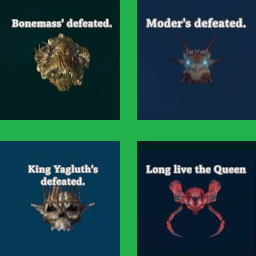 Bonemass' defeated.
Moder's defeated.
King Yagluth's
defeated.
Long live the Queen